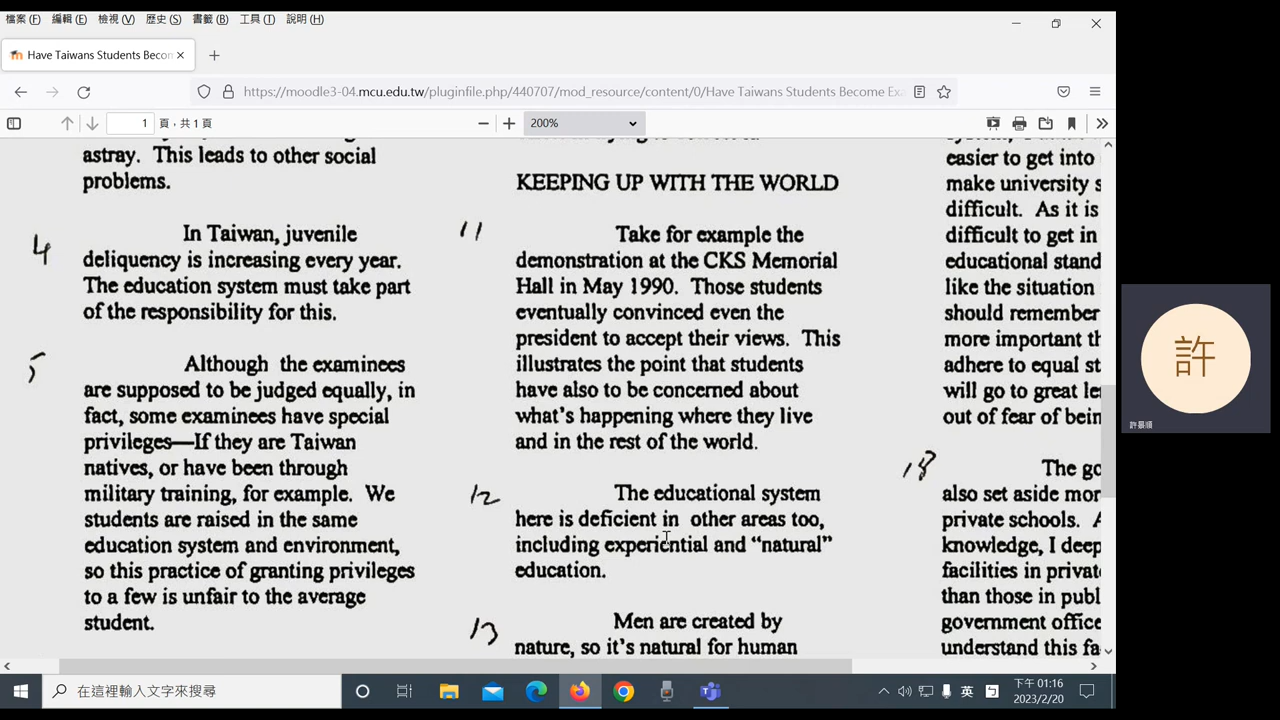 檔案(F) 編輯(E) 檢視(V) 歷史(S) 書籤(B) 工具(T) 說明(H)
Have Taiwans Students Becom
https://moodle3-04.mcu.edu.tw/pluginfile.php/440707/mod_resource/content/0/Have Taiwans Students Become Exa
1 頁，共 1 頁
200%
astray. This leads to other social
problems.
4 In Taiwan, juvenile
deliquency is increasing every year.
The education system must take part
of the responsibility for this.
5 Although the examinees
are supposed to be judged equally, in
fact, some examinees have special
privileges—If they are Taiwan
natives, or have been through
military training, for example. We
students are raised in the same
education system and environment,
so this practice of granting privileges
to a few is unfair to the average
student.
KEEPING UP WITH THE WORLD
11 Take for example the
demonstration at the CKS Memorial
Hall in May 1990. Those students
eventually convinced even the
president to accept their views. This
illustrates the point that students
have also to be concerned about
what's happening where they live
and in the rest of the world.
12 The educational system
here is deficient in other areas too,
including experiential and “natural”
education.
13 Men are created by
nature, so it's natural for human
easier to get into
make university s
difficult. As it is
difficult to get in
educational stand
like the situation
should remember
more important th
adhere to equal st
will go to great le
out of fear of bein
18 The go
also set aside mor
private schools. A
knowledge, I deep
facilities in privat
than those in publ
government office
understand this fa
許
許景順
在這裡輸入文字來搜尋
英
下午 01:16
2023/2/20